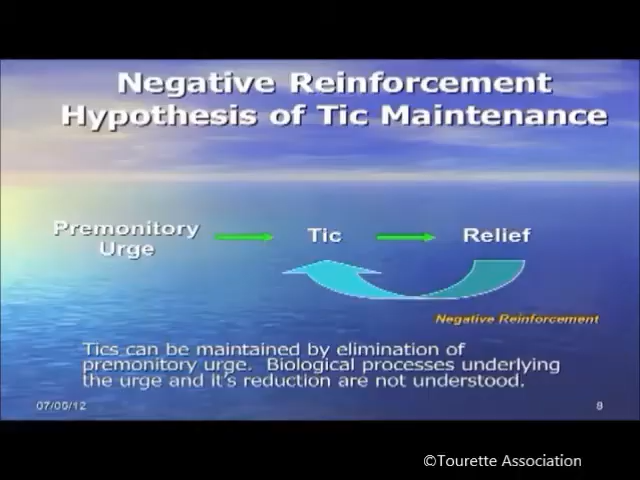 Negative Reinforcement
Hypothesis of Tic Maintenance
Premonitory
Urge
Tic
Relief
Negative Reinforcement
Tics can be maintained by elimination of
premonitory urge. Biological processes underlying
the urge and it's reduction are not understood.
07/00/12
8
©Tourette Association